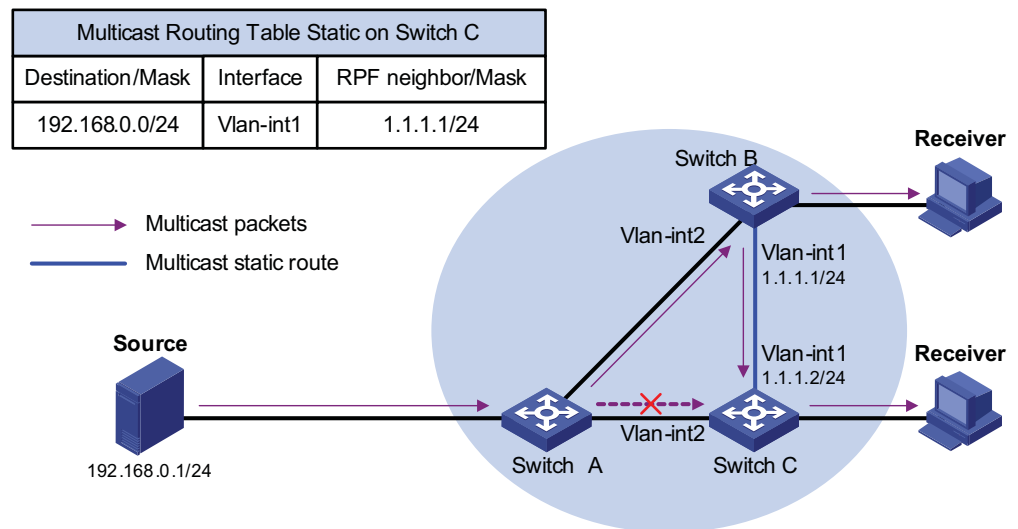 Multicast Routing Table Static on Switch C
Destination/Mask Interface RPF neighbor/Mask
192.168.0.0/24 Vlan-int1 1.1.1.1/24
Multicast packets
Multicast static route
Switch B
Receiver
Vlan-int2
Vlan-int1
1.1.1.1/24
Source
192.168.0.1/24
Vlan-int1
1.1.1.2/24
Receiver
Vlan-int2
Switch A
Switch C